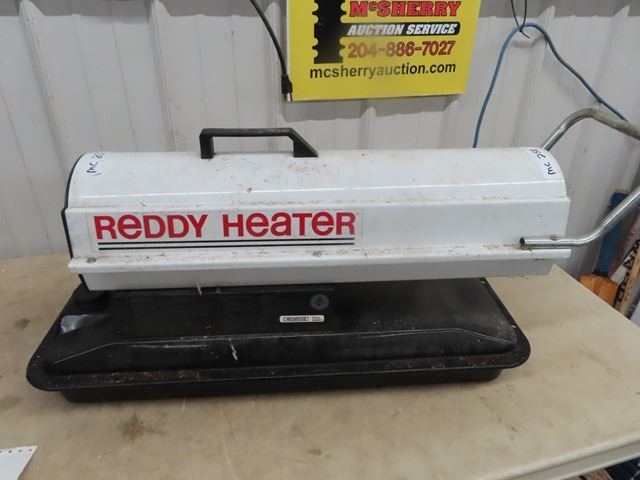 McSHERRY
AUCTION SERVICE
204-886-7027
mcsherryauction.com
REDDY HEATER